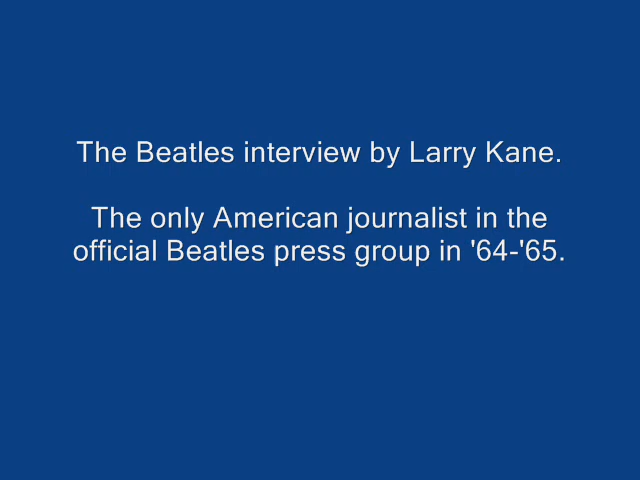 The Beatles interview by Larry Kane.
The only American journalist in the
official Beatles press group in '64-'65.